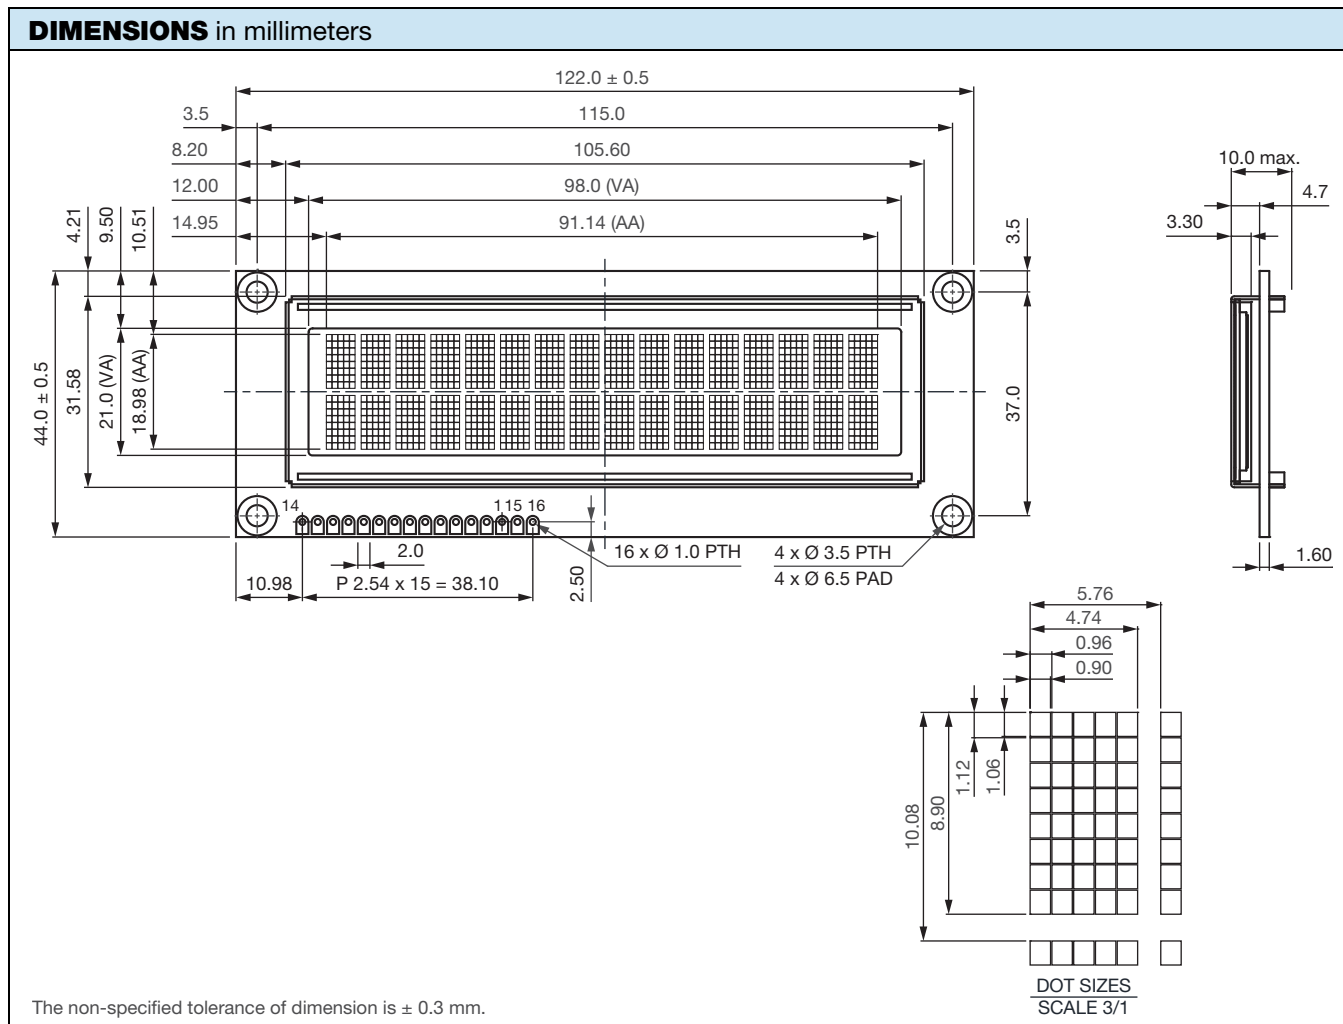 DIMENSIONS in millimeters
122.0 ± 0.5
3.5
115.0
8.20
105.60
12.00
98.0 (VA)
14.95
91.14 (AA)
4.21
9.50
10.51
44.0 ± 0.5
31.58
21.0 (VA)
18.98 (AA)
3.5
37.0
10.0 max.
4.7
3.30
1.60
14
1 15 16
2.0
10.98
P 2.54 x 15 = 38.10
2.50
16 x Ø 1.0 PTH
4 x Ø 3.5 PTH
4 x Ø 6.5 PAD
5.76
4.74
0.96
0.90
10.08
8.90
1.12
1.06
DOT SIZES
SCALE 3/1
The non-specified tolerance of dimension is ± 0.3 mm.